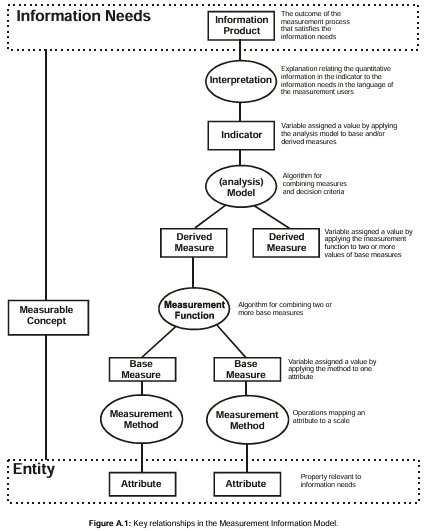 Information Needs
Information
Product
The outcome of the
measurement process
that satisfies the
information needs
Interpretation
Explanation relating the quantitative
information in the indicator to the
information needs in the language of
the measurement users
Indicator
Variable assigned a value by applying
the analysis model to base and/or
derived measures
(analysis)
Model
Algorithm for
combining measures
and decision criteria
Derived
Measure
Derived
Measure
Variable assigned a value by
applying the measurement
function to two or more
values of base measures
Measurable
Concept
Measurement
Function
Algorithm for combining two or
more base measures
Base
Measure
Base
Measure
Variable assigned a value by
applying the method to one
attribute
Measurement
Method
Measurement
Method
Operations mapping an
attribute to a scale
Entity
Attribute
Attribute
Property relevant to
information needs
Figure A.1: Key relationships in the Measurement Information Model.